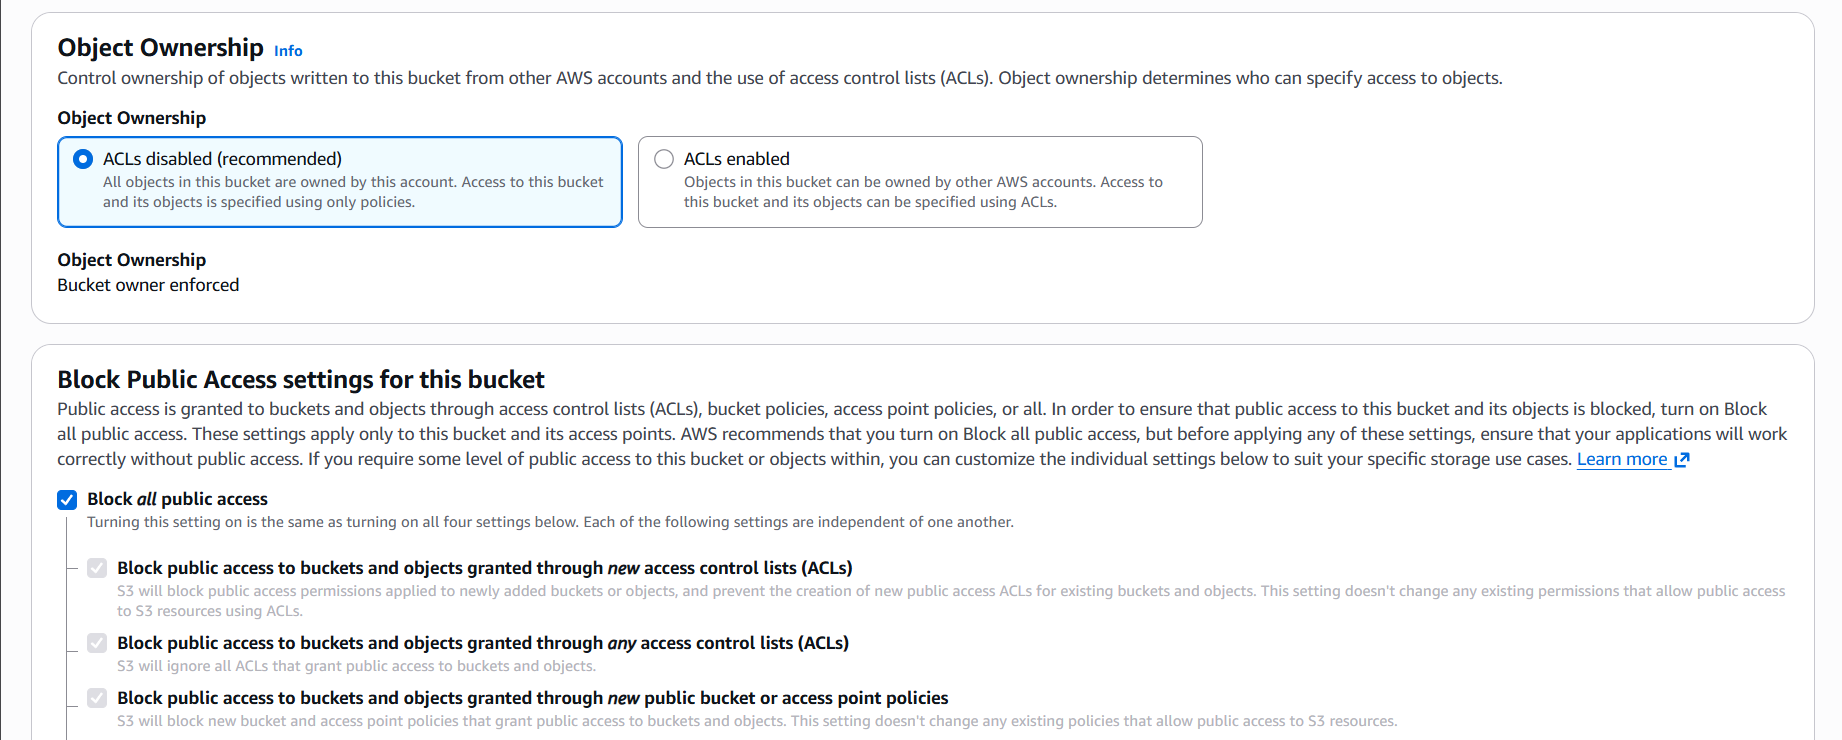 Object Ownership Info
Control ownership of objects written to this bucket from other AWS accounts and the use of access control lists (ACLs). Object ownership determines who can specify access to objects.
Object Ownership
ACLs disabled (recommended)
All objects in this bucket are owned by this account. Access to this bucket
and its objects is specified using only policies.
ACLs enabled
Objects in this bucket can be owned by other AWS accounts. Access to
this bucket and its objects can be specified using ACLs.
Object Ownership
Bucket owner enforced
Block Public Access settings for this bucket
Public access is granted to buckets and objects through access control lists (ACLs), bucket policies, access point policies, or all. In order to ensure that public access to this bucket and its objects is blocked, turn on Block
all public access. These settings apply only to this bucket and its access points. AWS recommends that you turn on Block all public access, but before applying any of these settings, ensure that your applications will work
correctly without public access. If you require some level of public access to this bucket or objects within, you can customize the individual settings below to suit your specific storage use cases. Learn more
Block all public access
Turning this setting on is the same as turning on all four settings below. Each of the following settings are independent of one another.
Block public access to buckets and objects granted through new access control lists (ACLs)
S3 will block public access permissions applied to newly added buckets or objects, and prevent the creation of new public access ACLs for existing buckets and objects. This setting doesn't change any existing permissions that allow public access
to S3 resources using ACLs.
Block public access to buckets and objects granted through any access control lists (ACLs)
S3 will ignore all ACLs that grant public access to buckets and objects.
Block public access to buckets and objects granted through new public bucket or access point policies
S3 will block new bucket and access point policies that grant public access to buckets and objects. This setting doesn't change any existing policies that allow public access to S3 resources.